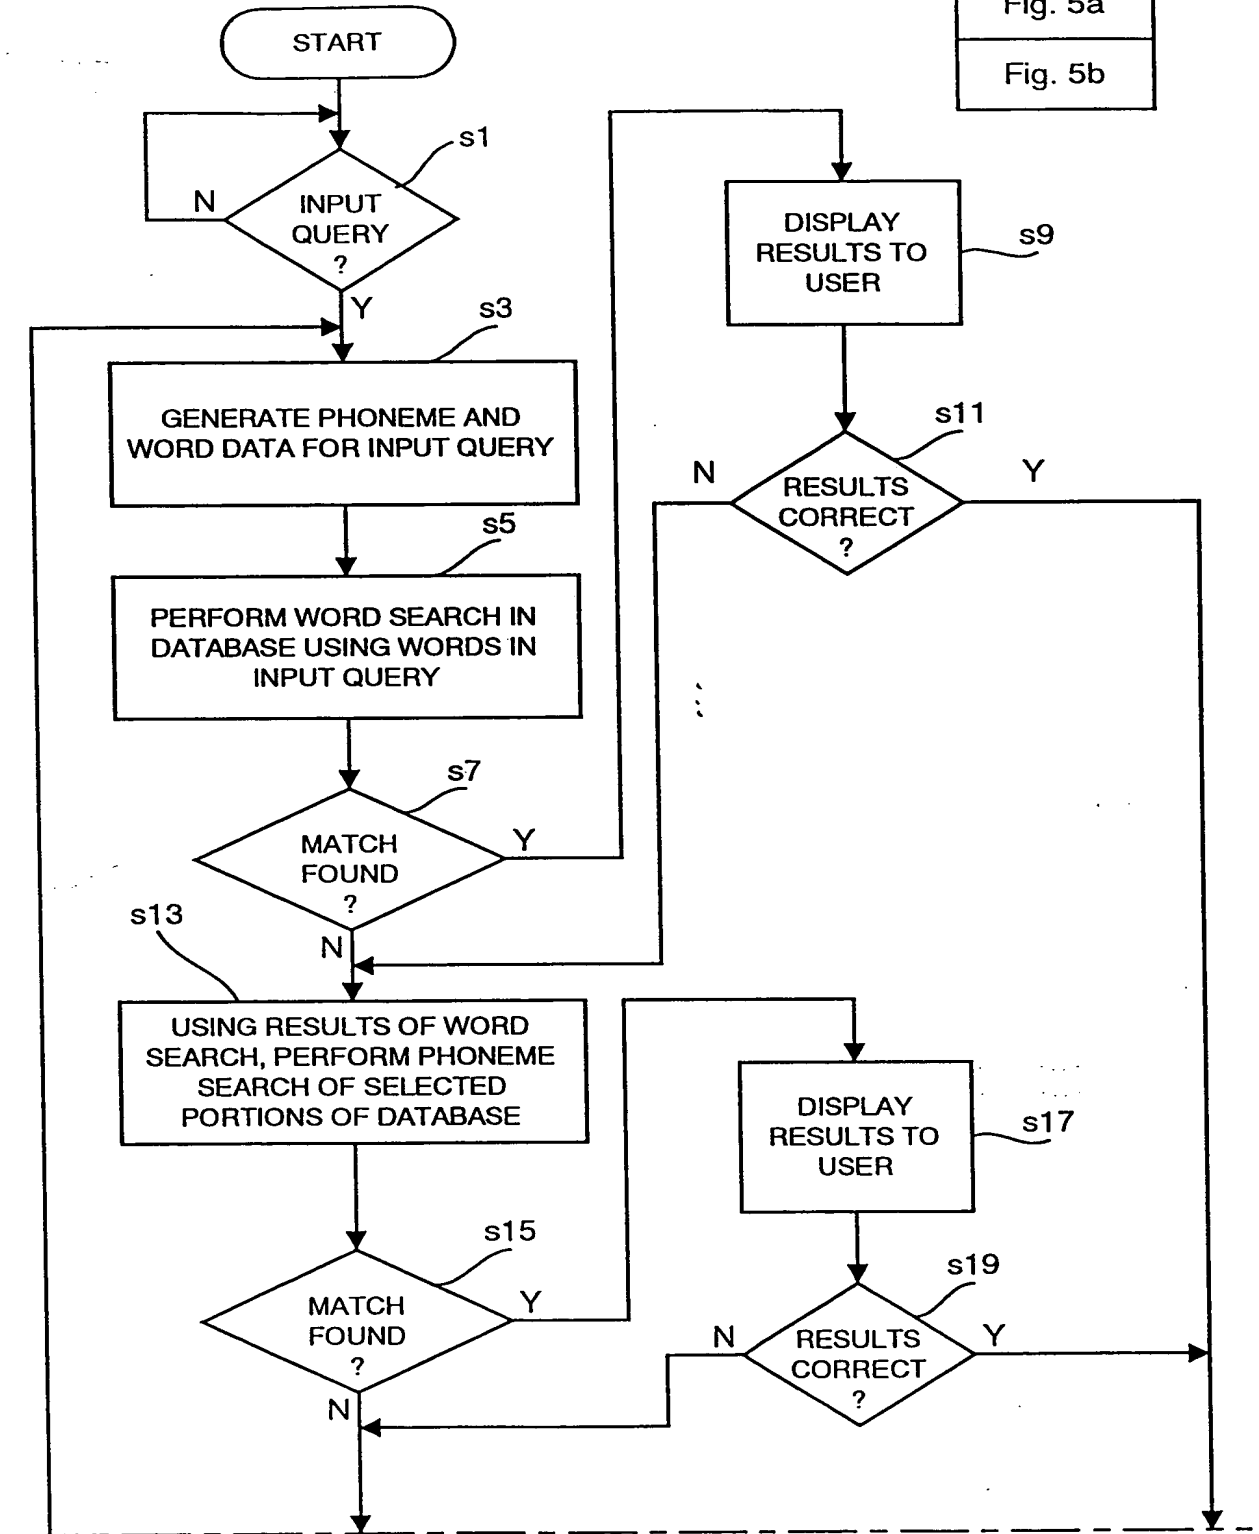 START
Fig. 5a
Fig. 5b
s1
N
INPUT
QUERY
?
Y
s3
GENERATE PHONEME AND
WORD DATA FOR INPUT QUERY
s5
PERFORM WORD SEARCH IN
DATABASE USING WORDS IN
INPUT QUERY
s7
MATCH
FOUND
?
Y
N
DISPLAY
RESULTS TO
USER
s9
s11
N
RESULTS
CORRECT
?
Y
s13
USING RESULTS OF WORD
SEARCH, PERFORM PHONEME
SEARCH OF SELECTED
PORTIONS OF DATABASE
s15
MATCH
FOUND
?
Y
N
DISPLAY
RESULTS TO
USER
s17
s19
N
RESULTS
CORRECT
?
Y